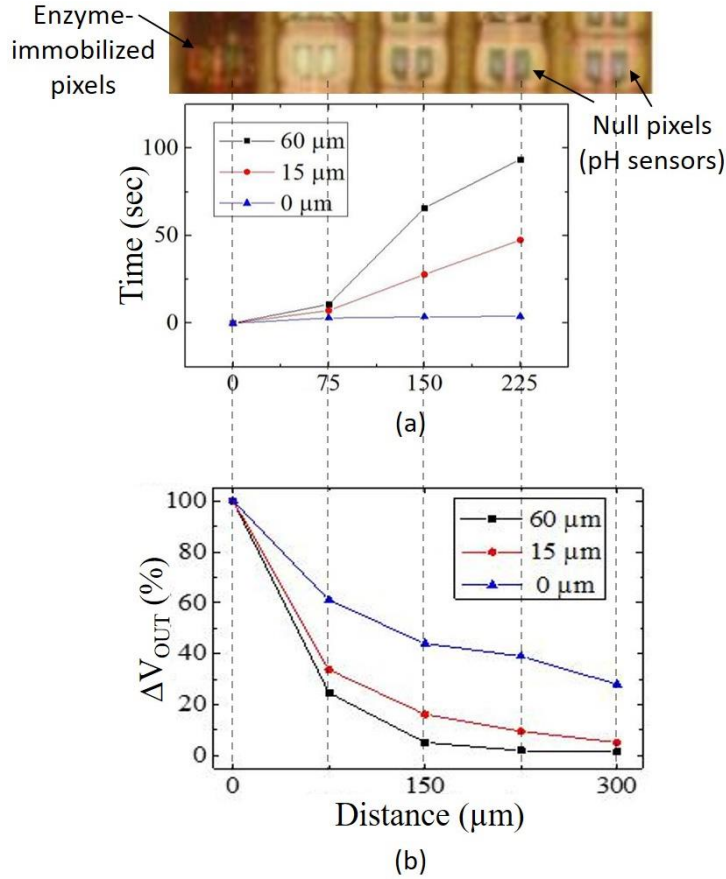 Enzyme-
immobilized
pixels
Null pixels
(pH sensors)
60 µm
15 µm
0 µm
Time (sec)
100
50
0
0 75 150 225
(a)
60 µm
15 µm
0 µm
ΔV_OUT (%)
100
80
60
40
20
0
0 150 300
Distance (µm)
(b)